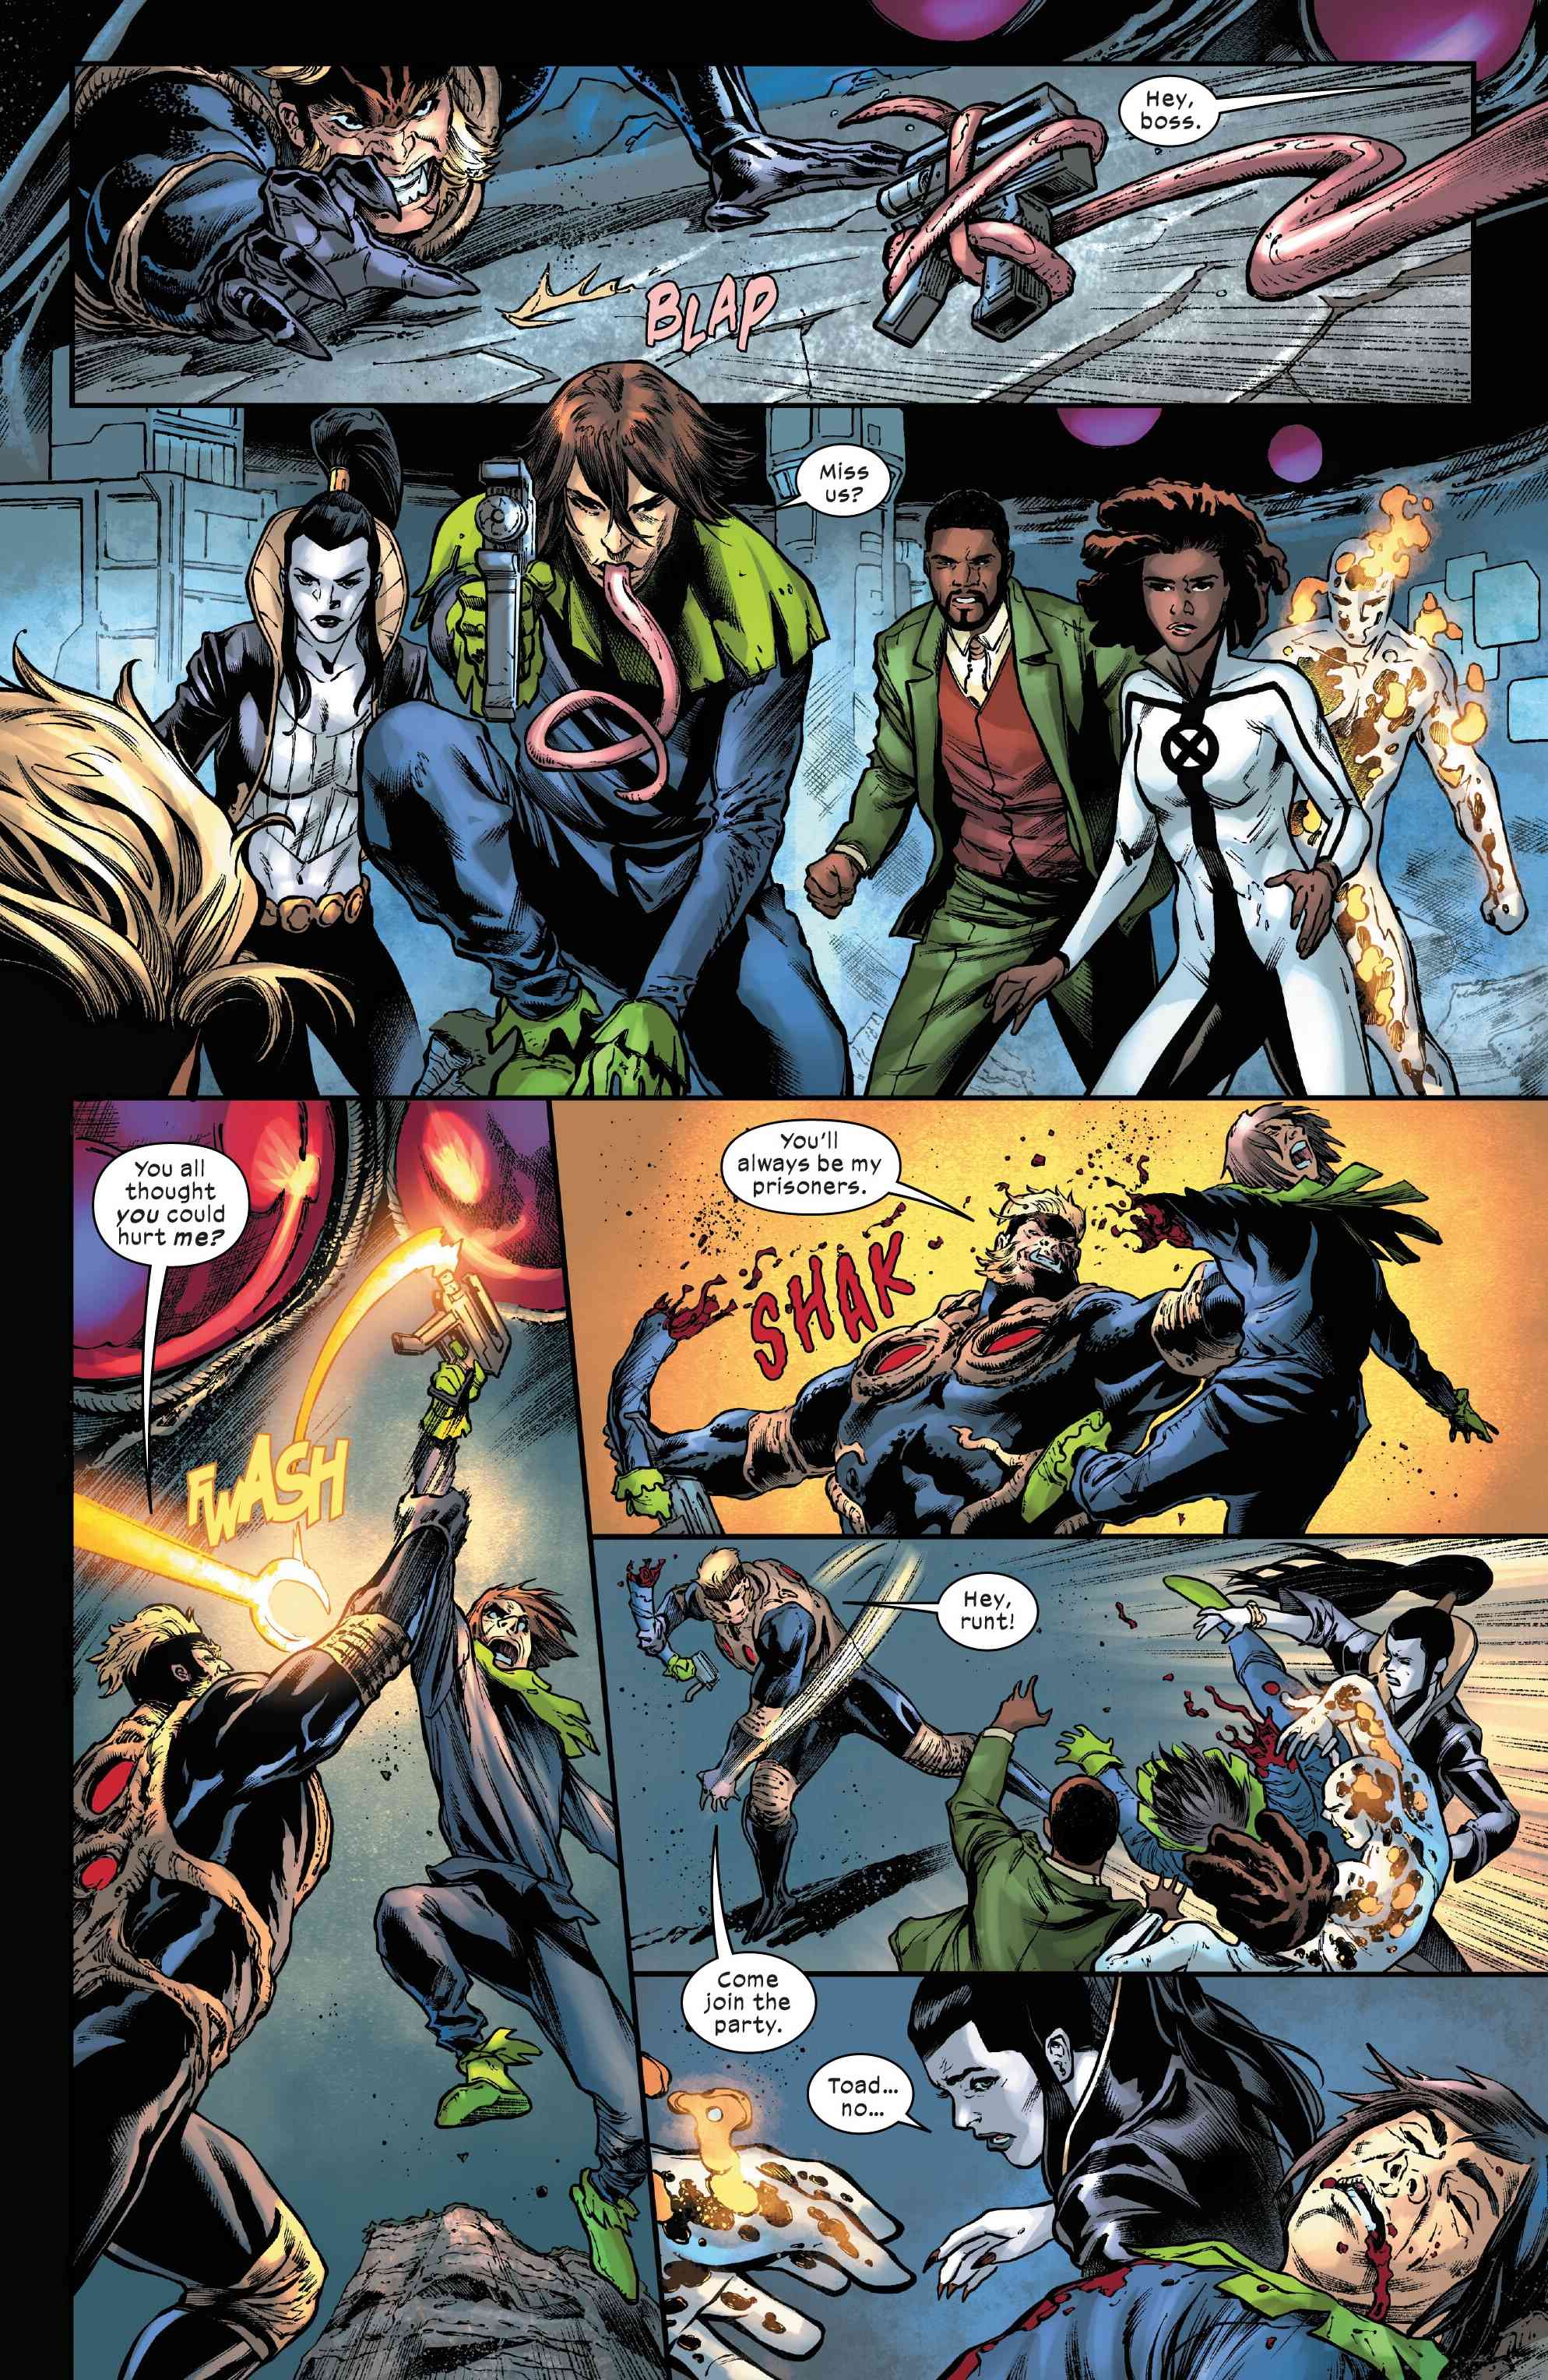 Hey,
boss.
BLAP
Miss
us?
You all
thought
you could
hurt me?
FWASH
You'll
always be my
prisoners.
SHAK
Hey,
runt!
Come
join the
party.
Toad...
no...